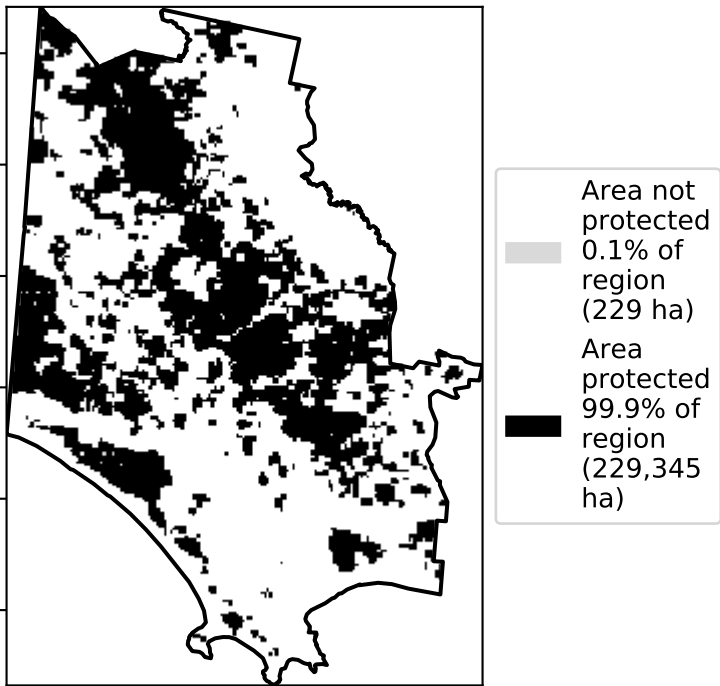 Area not
protected
0.1% of
region
(229 ha)
Area
protected
99.9% of
region
(229,345
ha)